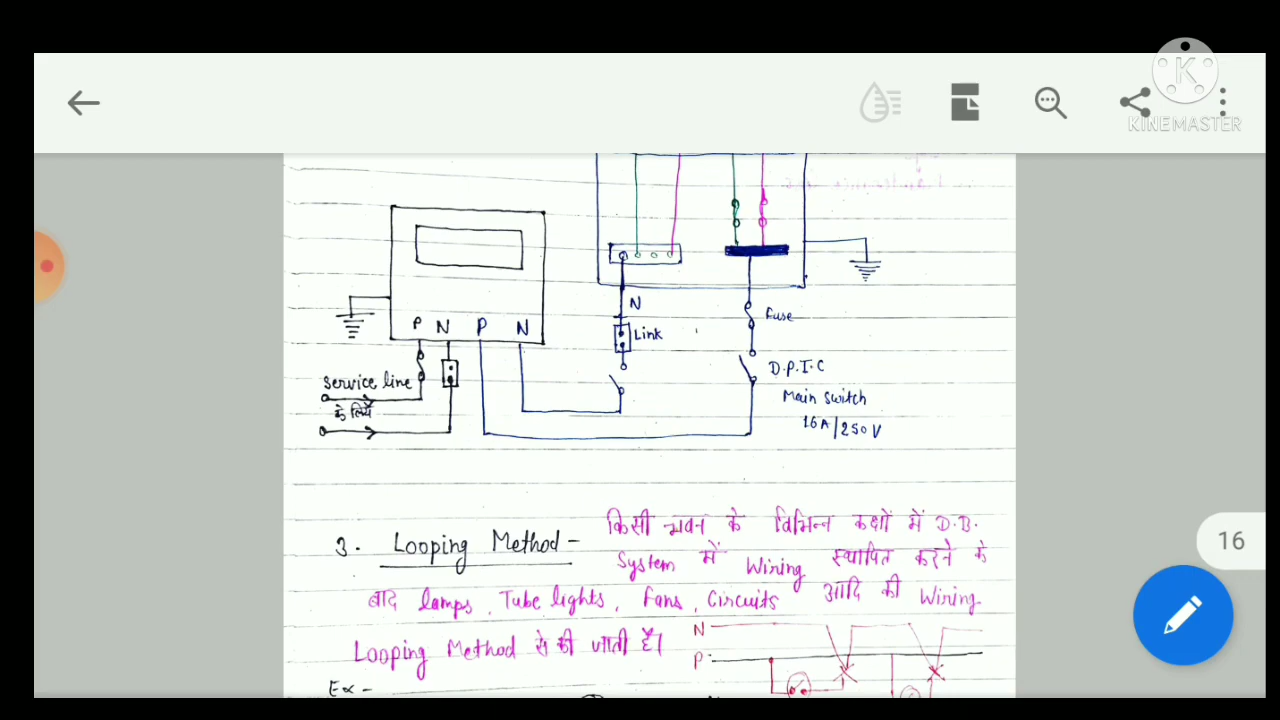 KINEMASTER
P N P N
N
Link
Fuse
Service line
के लिये
D.P.I.C
Main Switch
16A/250V
3. Looping Method- किसी भवन के विभिन्न कक्षों में D.B.
System में Wiring स्थापित करने के
बाद lamps, Tube lights, Fans, Circuits आदि की Wiring
Looping Method से की जाती है।
N
P
Ex-
16